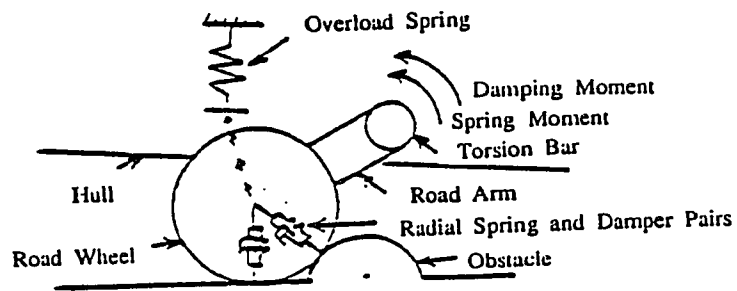 Overload Spring
Damping Moment
Spring Moment
Torsion Bar
Hull
Road Arm
Radial Spring and Damper Pairs
Road Wheel
Obstacle